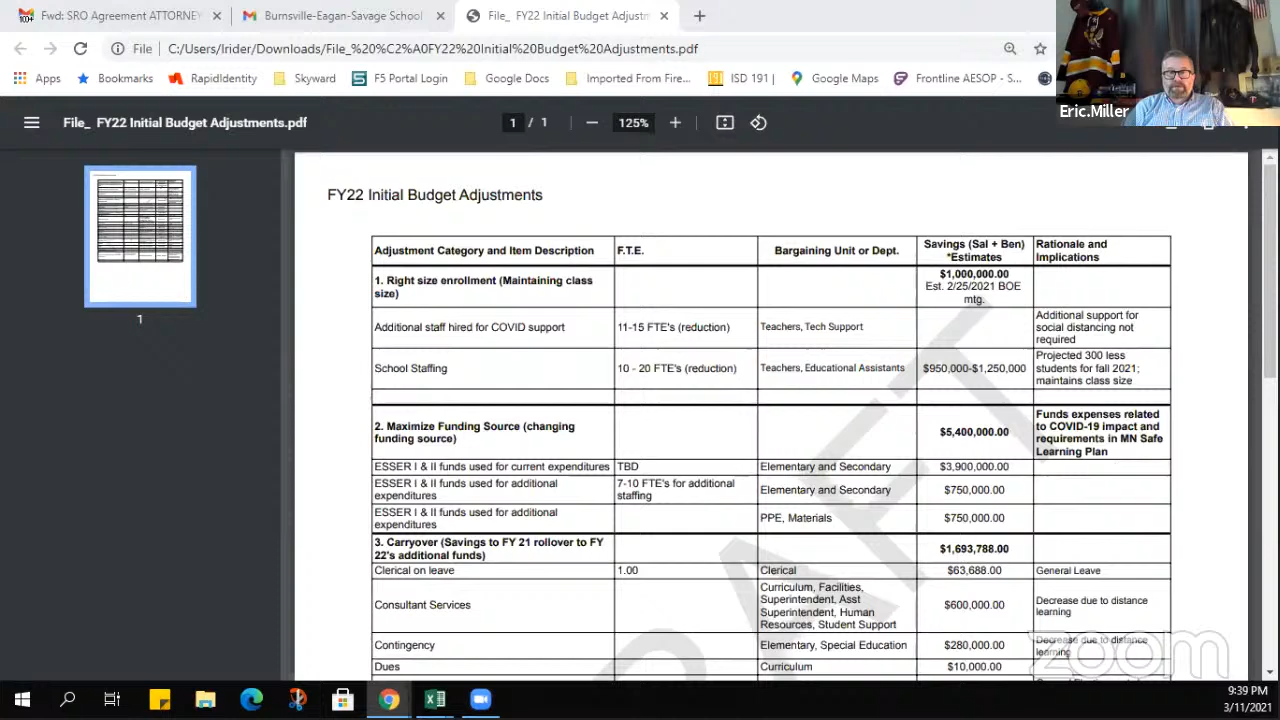 Fwd: SRO Agreement ATTORNEY
Burnsville-Eagan-Savage School
File_ FY22 Initial Budget Adjustm
File
C:/Users/lrider/Downloads/File_%20%C2%A0FY22%20Initial%20Budget%20Adjustments.pdf
Apps
Bookmarks
RapidIdentity
Skyward
F5 Portal Login
Google Docs
Imported From Fire...
ISD 191 |
Google Maps
Frontline AESOP - S...
Eric.Miller
File_ FY22 Initial Budget Adjustments.pdf
1 / 1
125%
1
FY22 Initial Budget Adjustments
Adjustment Category and Item Description
F.T.E.
Bargaining Unit or Dept.
Savings (Sal + Ben)
*Estimates
Rationale and
Implications
1. Right size enrollment (Maintaining class
size)
$1,000,000.00
Est. 2/25/2021 BOE
mtg.
Additional staff hired for COVID support
11-15 FTE's (reduction)
Teachers, Tech Support
Additional support for
social distancing not
required
School Staffing
10 - 20 FTE's (reduction)
Teachers, Educational Assistants
$950,000-$1,250,000
Projected 300 less
students for fall 2021;
maintains class size
2. Maximize Funding Source (changing
funding source)
$5,400,000.00
Funds expenses related
to COVID-19 impact and
requirements in MN Safe
Learning Plan
ESSER I & II funds used for current expenditures
TBD
Elementary and Secondary
$3,900,000.00
ESSER I & II funds used for additional
expenditures
7-10 FTE's for additional
staffing
Elementary and Secondary
$750,000.00
ESSER I & II funds used for additional
expenditures
PPE, Materials
$750,000.00
3. Carryover (Savings to FY 21 rollover to FY
22's additional funds)
$1,693,788.00
Clerical on leave
1.00
Clerical
$63,688.00
General Leave
Consultant Services
Curriculum, Facilities,
Superintendent, Asst
Superintendent, Human
Resources, Student Support
$600,000.00
Decrease due to distance
learning
Contingency
Elementary, Special Education
$280,000.00
Decrease due to distance
learning
Dues
Curriculum
$10,000.00
zoom
9:39 PM
3/11/2021